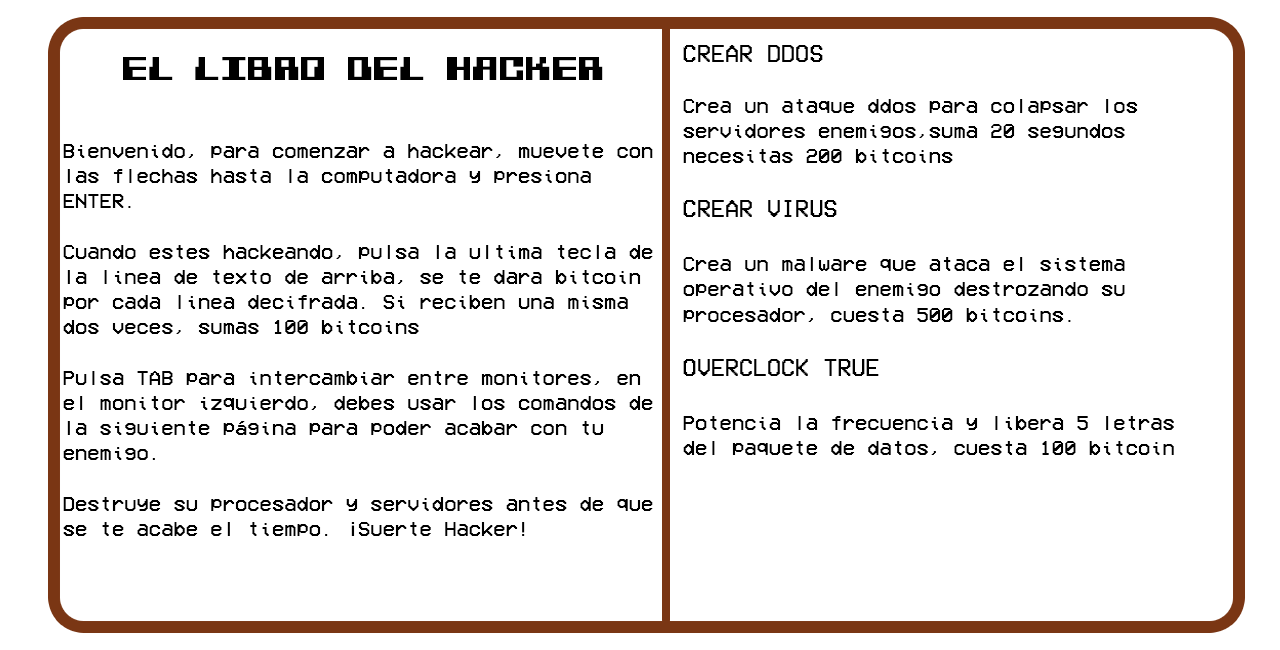 EL LIBRO DEL HACKER
Bienvenido, para comenzar a hackear, muevete con
las flechas hasta la computadora y presiona
ENTER.
Cuando estes hackeando, pulsa la ultima tecla de
la linea de texto de arriba, se te dara bitcoin
por cada linea decifrada. Si reciben una misma
dos veces, sumas 100 bitcoins
Pulsa TAB para intercambiar entre monitores, en
el monitor izquierdo, debes usar los comandos de
la siguiente página para poder acabar con tu
enemigo.
Destruye su procesador y servidores antes de que
se te acabe el tiempo. ¡Suerte Hacker!
CREAR DDOS
Crea un ataque ddos para colapsar los
servidores enemigos,suma 20 segundos
necesitas 200 bitcoins
CREAR VIRUS
Crea un malware que ataca el sistema
operativo del enemigo destrozando su
procesador, cuesta 500 bitcoins.
OVERCLOCK TRUE
Potencia la frecuencia y libera 5 letras
del paquete de datos, cuesta 100 bitcoin